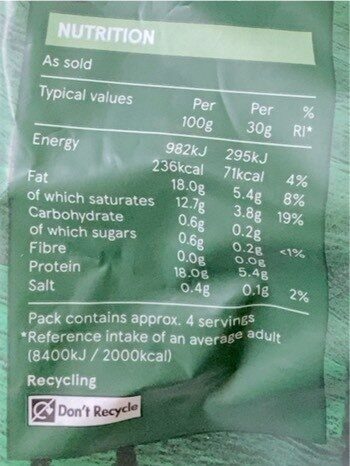 NUTRITION
As sold
Typical values Per 100g Per 30g % RI*
Energy 982kJ 295kJ
236kcal 71kcal 4%
Fat 18.0g 5.4g 8%
of which saturates 12.7g 3.8g 19%
Carbohydrate 0.6g 0.2g
of which sugars 0.6g 0.2g <1%
Fibre 0.0g 0.0g
Protein 18.0g 5.4g
Salt 0.4g 0.1g 2%
Pack contains approx. 4 servings
*Reference intake of an average adult
(8400kJ / 2000kcal)
Recycling
Don't Recycle